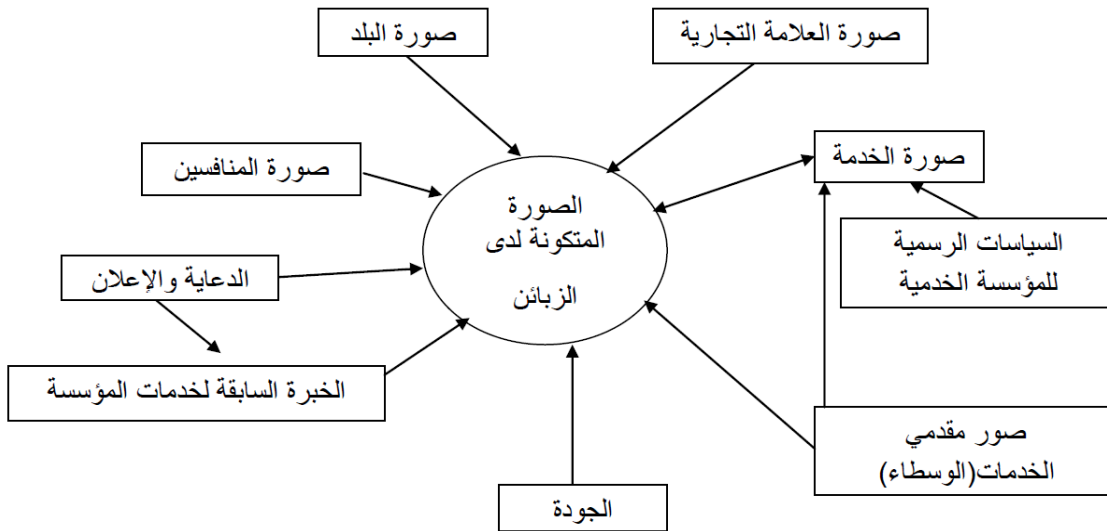 صورة العلامة التجارية
صورة البلد
صورة الخدمة
صورة المنافسين
الصورة
المتكونة لدى
الزبائن
السياسات الرسمية
للمؤسسة الخدمية
الدعاية والإعلان
الخبرة السابقة لخدمات المؤسسة
صور مقدمي
الخدمات(الوسطاء)
الجودة